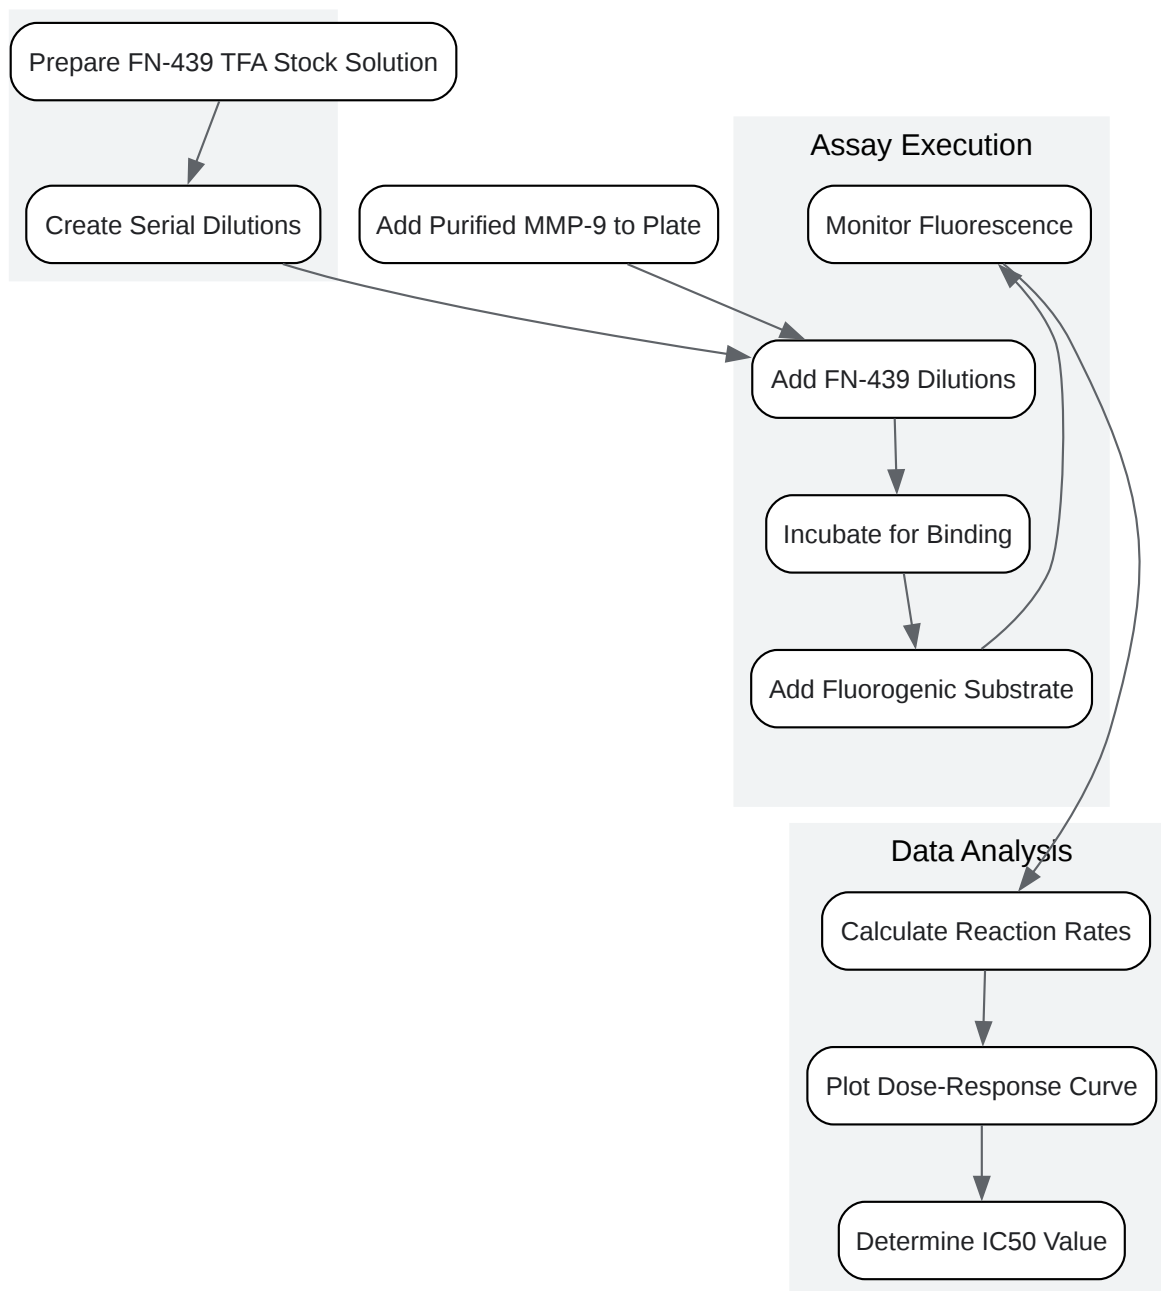 Prepare FN-439 TFA Stock Solution
Create Serial Dilutions
Add Purified MMP-9 to Plate
Assay Execution
Monitor Fluorescence
Add FN-439 Dilutions
Incubate for Binding
Add Fluorogenic Substrate
Data Analysis
Calculate Reaction Rates
Plot Dose-Response Curve
Determine IC50 Value